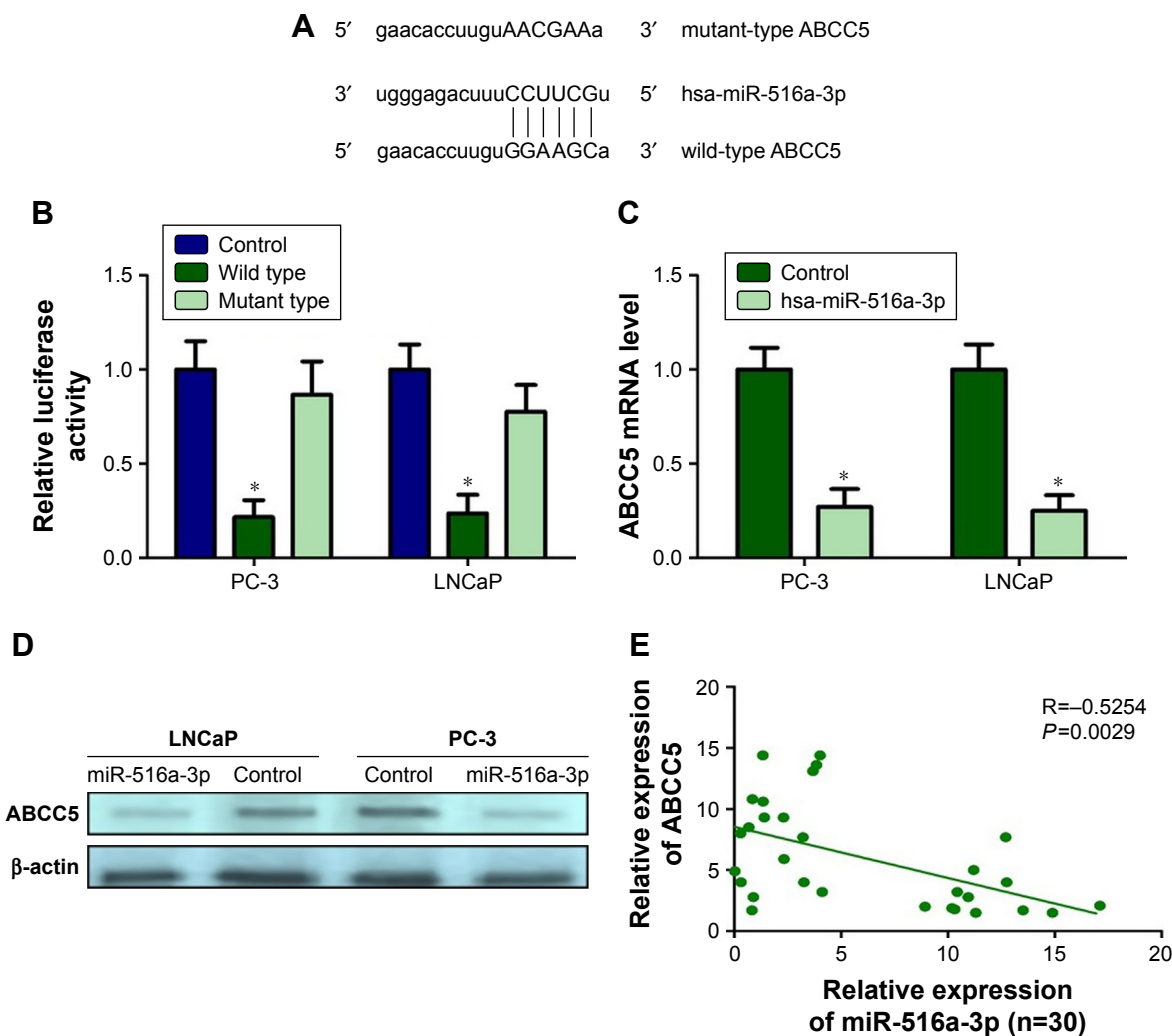 A 5′ gaacaccuuguAACGAAa 3′ mutant-type ABCC5
3′ ugggagacuuuCCUUCGu 5′ hsa-miR-516a-3p
5′ gaacaccuuguGGAAGCa 3′ wild-type ABCC5
B
Control
Wild type
Mutant type
Relative luciferase
activity
1.5
1.0
0.5
0.0
*
*
PC-3 LNCaP
C
Control
hsa-miR-516a-3p
ABCC5 mRNA level
1.5
1.0
0.5
0.0
*
*
PC-3 LNCaP
D
LNCaP PC-3
miR-516a-3p Control Control miR-516a-3p
ABCC5
β-actin
E
Relative expression
of ABCC5
20
15
10
5
0
R=–0.5254
P=0.0029
0 5 10 15 20
Relative expression
of miR-516a-3p (n=30)